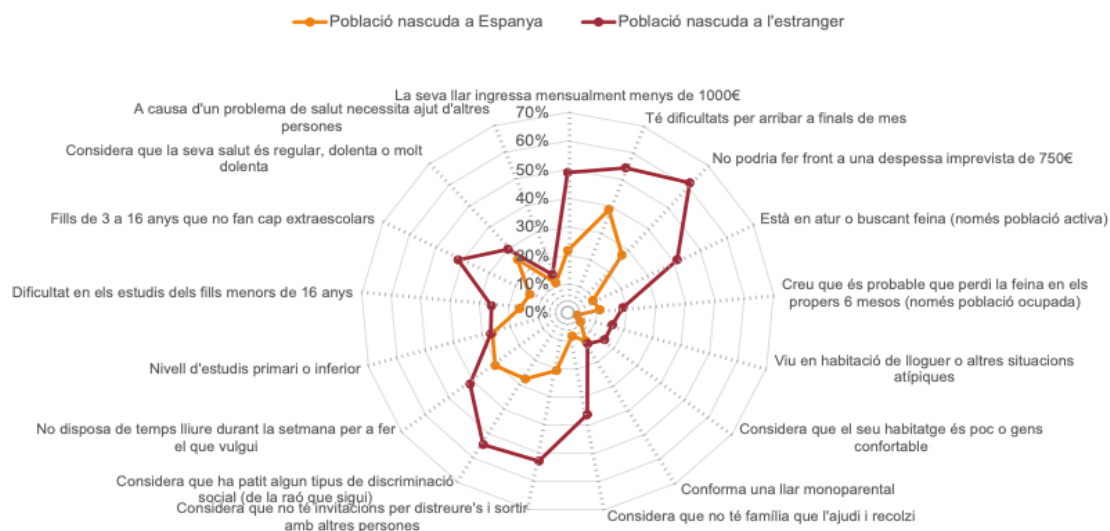 Població nascuda a Espanya
Població nascuda a l'estranger
La seva llar ingressa mensualment menys de 1000€
Té dificultats per arribar a finals de mes
No podria fer front a una despessa imprevista de 750€
Està en atur o buscant feina (només població activa)
Creu que és probable que perdi la feina en els
propers 6 mesos (només població ocupada)
Viu en habitació de lloguer o altres situacions
atípiques
Considera que el seu habitatge és poc o gens
confortable
Conforma una llar monoparental
Considera que no té família que l'ajudi i recolzi
Considera que no té invitacions per distreure's i sortir
amb altres persones
Considera que ha patit algun tipus de discriminació
social (de la raó que sigui)
No disposa de temps lliure durant la setmana per a fer
el que vulgui
Nivell d'estudis primari o inferior
Dificultat en els estudis dels fills menors de 16 anys
Fills de 3 a 16 anys que no fan cap extraescolars
Considera que la seva salut és regular, dolenta o molt
dolenta
A causa d'un problema de salut necessita ajut d'altres
persones
70%
60%
50%
40%
30%
20%
10%
0%